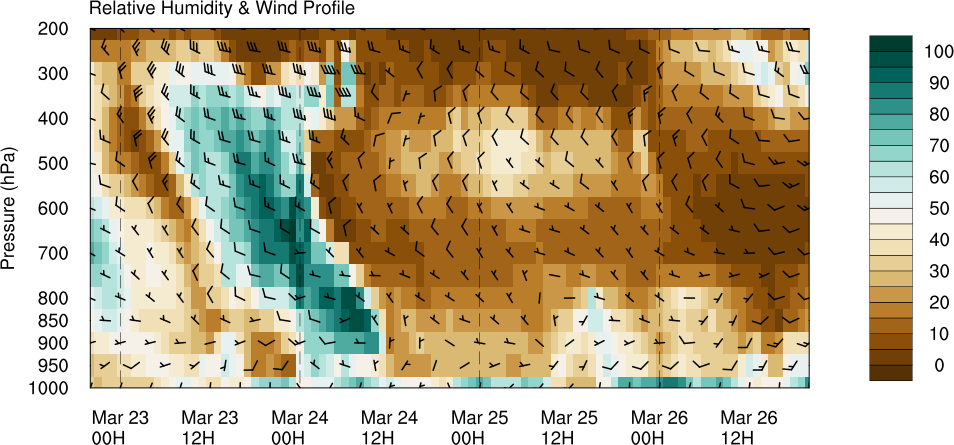 Relative Humidity & Wind Profile
Pressure (hPa)
200
300
400
500
600
700
800
850
900
950
1000
Mar 23 00H
Mar 23 12H
Mar 24 00H
Mar 24 12H
Mar 25 00H
Mar 25 12H
Mar 26 00H
Mar 26 12H
100
90
80
70
60
50
40
30
20
10
0